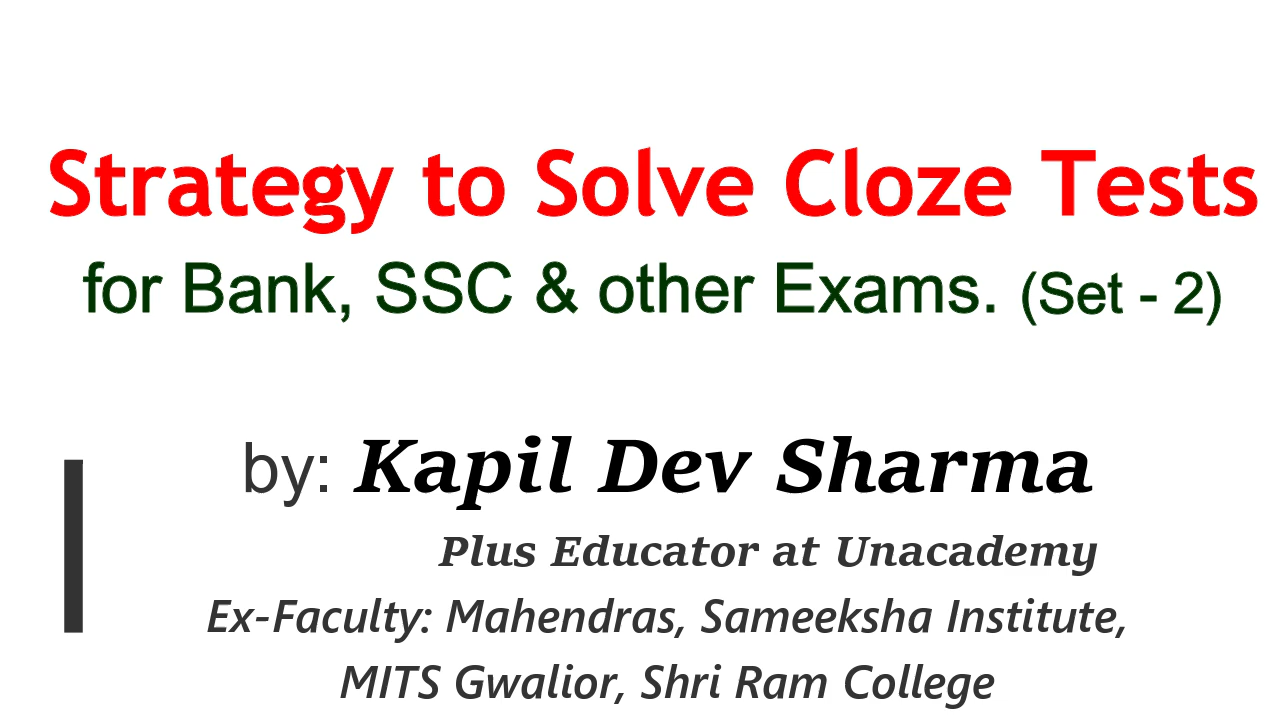 Strategy to Solve Cloze Tests
for Bank, SSC & other Exams. (Set - 2)
by: Kapil Dev Sharma
Plus Educator at Unacademy
Ex-Faculty: Mahendras, Sameeksha Institute,
MITS Gwalior, Shri Ram College